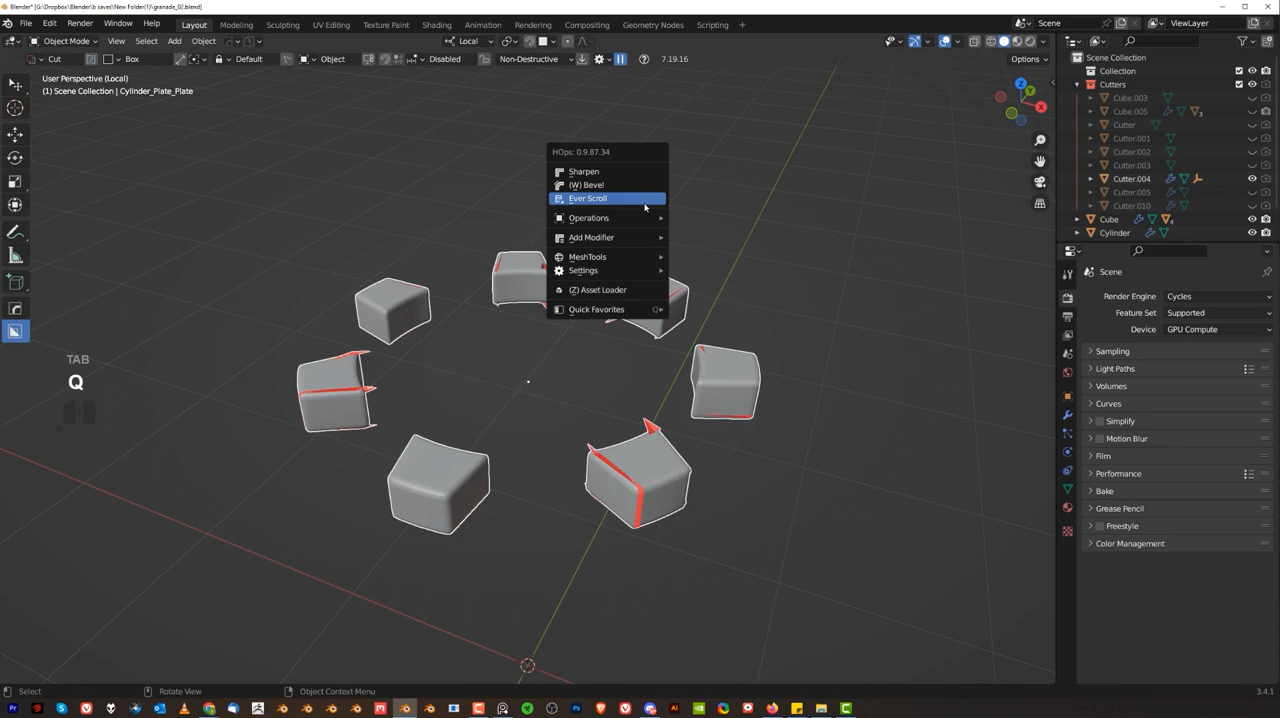 Blender* [G:\Dropbox\Blender\b saves\New Folder(1)\granade_02.blend]
File Edit Render Window Help Layout Modeling Sculpting UV Editing Texture Paint Shading Animation Rendering Compositing Geometry Nodes Scripting + Scene ViewLayer
Object Mode View Select Add Object Local
Cut Box Default Object Disabled Non-Destructive 7.19.16 Options
User Perspective (Local)
(1) Scene Collection | Cylinder_Plate_Plate
X
Y
Z
HOps: 0.9.87.34
Sharpen
(W) Bevel
Ever Scroll
Operations
Add Modifier
MeshTools
Settings
(Z) Asset Loader
Quick Favorites Q
TAB
Q
Scene Collection
Collection
Cutters
Cube.003
Cube.005 3
Cutter
Cutter.001
Cutter.002
Cutter.003
Cutter.004
Cutter.005
Cutter.010
Cube 4
Cylinder
Scene
Render Engine Cycles
Feature Set Supported
Device GPU Compute
Sampling
Light Paths
Volumes
Curves
Simplify
Motion Blur
Film
Performance
Bake
Grease Pencil
Freestyle
Color Management
Select Rotate View Object Context Menu 3.4.1